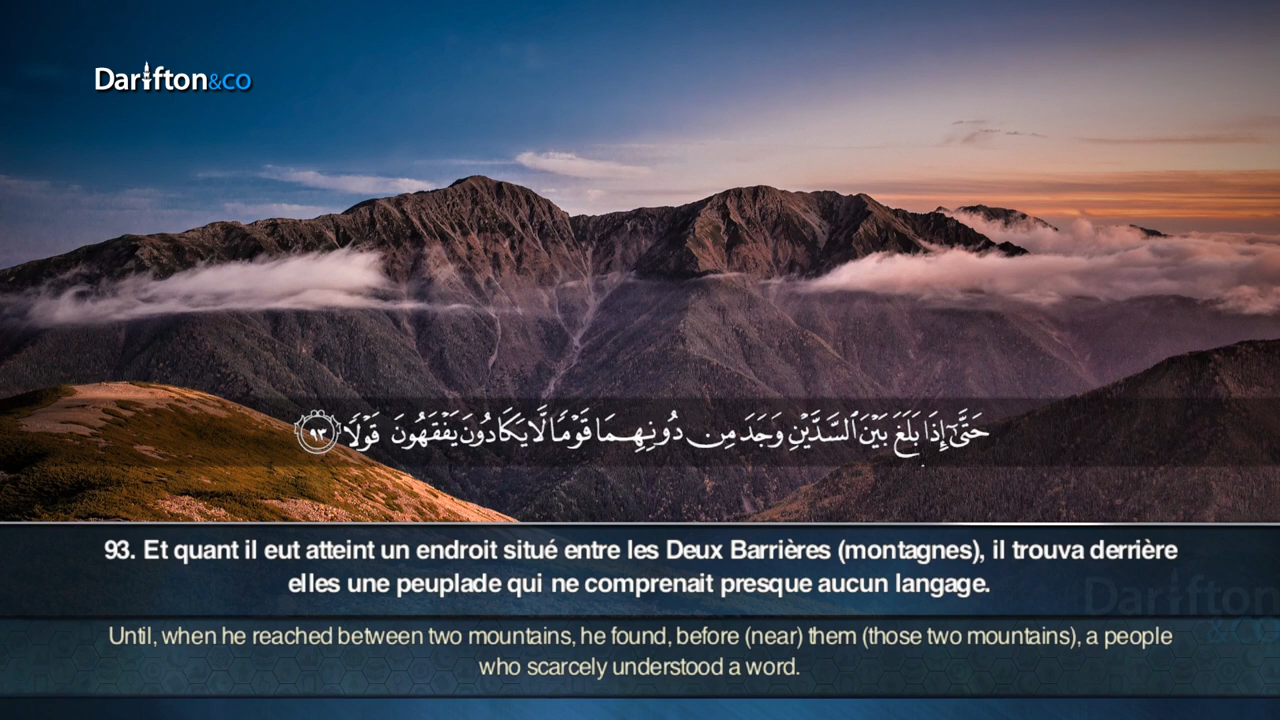 Darifton&co
حَتَّىٰٓ إِذَا بَلَغَ بَيْنَ ٱلسَّدَّيْنِ وَجَدَ مِن دُونِهِمَا قَوْمًا لَّا يَكَادُونَ يَفْقَهُونَ قَوْلًا ٩٣
93. Et quant il eut atteint un endroit situé entre les Deux Barrières (montagnes), il trouva derrière
elles une peuplade qui ne comprenait presque aucun langage.
Darifton
&co
Until, when he reached between two mountains, he found, before (near) them (those two mountains), a people
who scarcely understood a word.